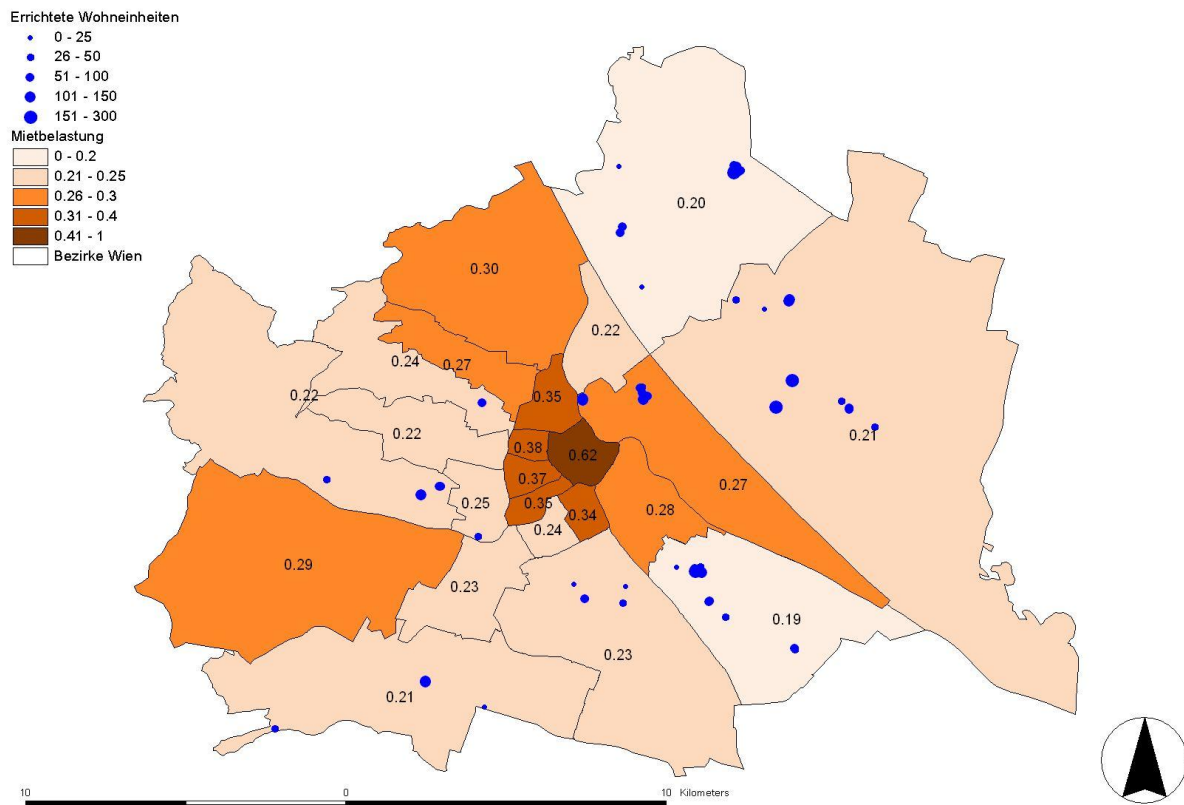 Errichtete Wohneinheiten
0 - 25
26 - 50
51 - 100
101 - 150
151 - 300
Mietbelastung
0 - 0.2
0.21 - 0.25
0.26 - 0.3
0.31 - 0.4
0.41 - 1
Bezirke Wien
0.20
0.30
0.22
0.24
0.27
0.22
0.35
0.22
0.21
0.38
0.62
0.37
0.27
0.25
0.35
0.34
0.28
0.24
0.29
0.23
0.19
0.23
0.21
10 0 10 Kilometers